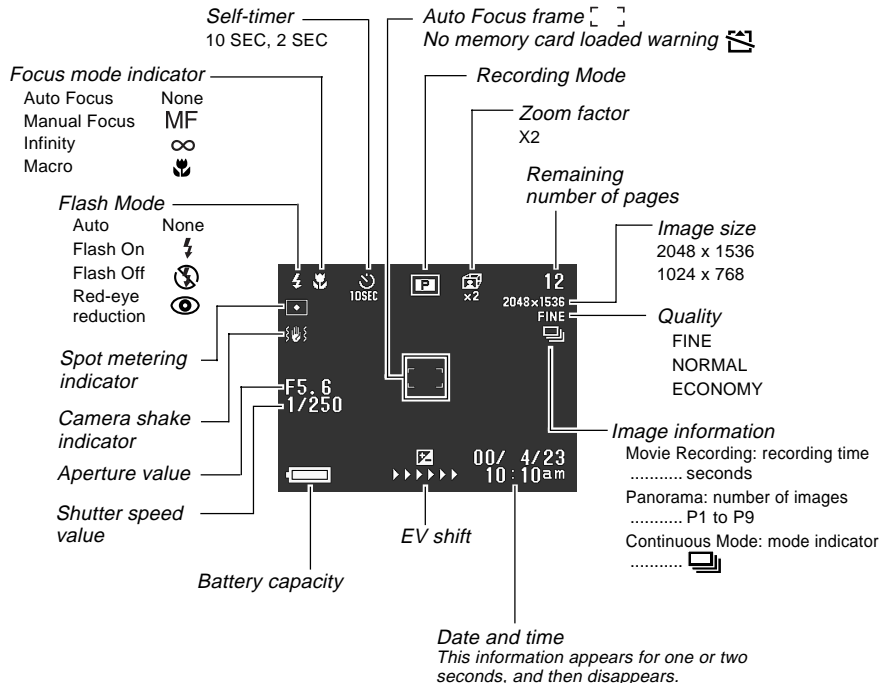 Self-timer
10 SEC, 2 SEC
Auto Focus frame
No memory card loaded warning
Focus mode indicator
Auto Focus None
Manual Focus MF
Infinity ∞
Macro
Recording Mode
Zoom factor
X2
Remaining
number of pages
Flash Mode
Auto None
Flash On
Flash Off
Red-eye
reduction
Image size
2048 x 1536
1024 x 768
Quality
FINE
NORMAL
ECONOMY
10SEC
P
×2
12
2048×1536
FINE
F5.6
1/250
00/ 4/23
10:10am
Spot metering
indicator
Camera shake
indicator
Aperture value
Shutter speed
value
Battery capacity
EV shift
Image information
Movie Recording: recording time
........... seconds
Panorama: number of images
........... P1 to P9
Continuous Mode: mode indicator
...........
Date and time
This information appears for one or two
seconds, and then disappears.